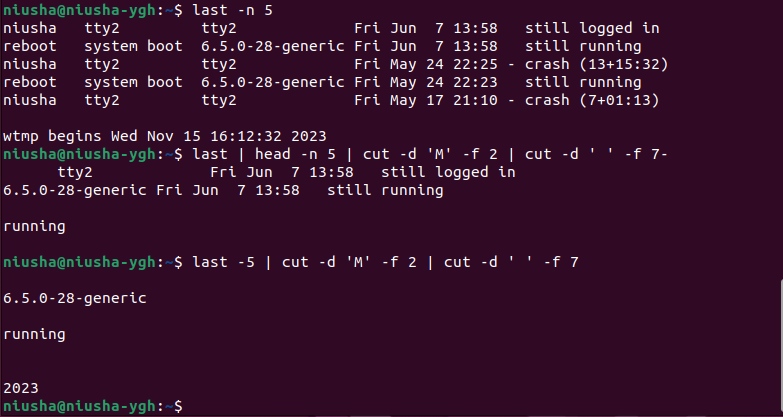 niusha@niusha-ygh:~$ last -n 5
niusha   tty2         tty2             Fri Jun  7 13:58   still logged in
reboot   system boot  6.5.0-28-generic Fri Jun  7 13:58   still running
niusha   tty2         tty2             Fri May 24 22:25 - crash (13+15:32)
reboot   system boot  6.5.0-28-generic Fri May 24 22:23   still running
niusha   tty2         tty2             Fri May 17 21:10 - crash (7+01:13)

wtmp begins Wed Nov 15 16:12:32 2023
niusha@niusha-ygh:~$ last | head -n 5 | cut -d 'M' -f 2 | cut -d ' ' -f 7-
      tty2             Fri Jun  7 13:58   still logged in
6.5.0-28-generic Fri Jun  7 13:58   still running

running

niusha@niusha-ygh:~$ last -5 | cut -d 'M' -f 2 | cut -d ' ' -f 7

6.5.0-28-generic

running


2023
niusha@niusha-ygh:~$